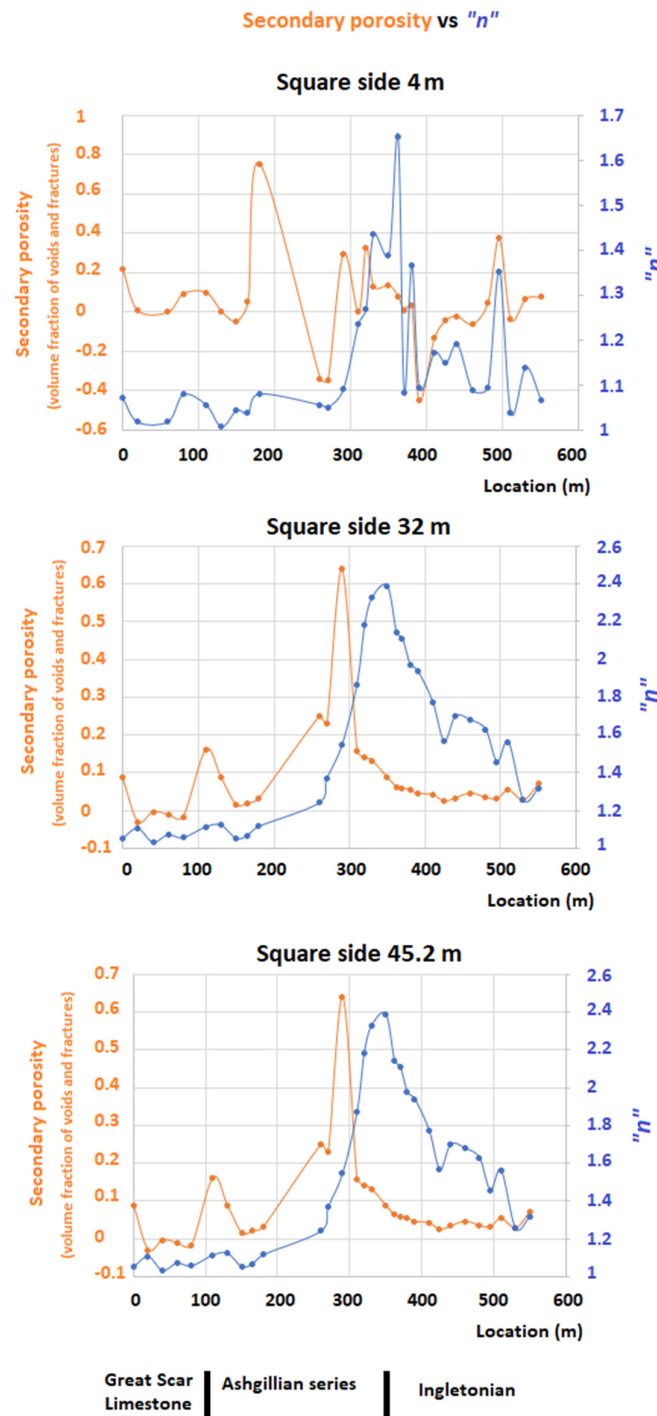 Secondary porosity vs "n"
Square side 4 m
Secondary porosity
(volume fraction of voids and fractures)
1
0.8
0.6
0.4
0.2
0
-0.2
-0.4
-0.6
1.7
1.6
1.5
1.4
1.3
1.2
1.1
1
"n"
0 100 200 300 400 500 600
Location (m)
Square side 32 m
Secondary porosity
(volume fraction of voids and fractures)
0.7
0.6
0.5
0.4
0.3
0.2
0.1
0
-0.1
2.6
2.4
2.2
2
1.8
1.6
1.4
1.2
1
"n"
0 100 200 300 400 500 600
Location (m)
Square side 45.2 m
Secondary porosity
(volume fraction of voids and fractures)
0.7
0.6
0.5
0.4
0.3
0.2
0.1
0
-0.1
2.6
2.4
2.2
2
1.8
1.6
1.4
1.2
1
"n"
0 100 200 300 400 500 600
Location (m)
Great Scar
Limestone
Ashgillian series
Ingletonian